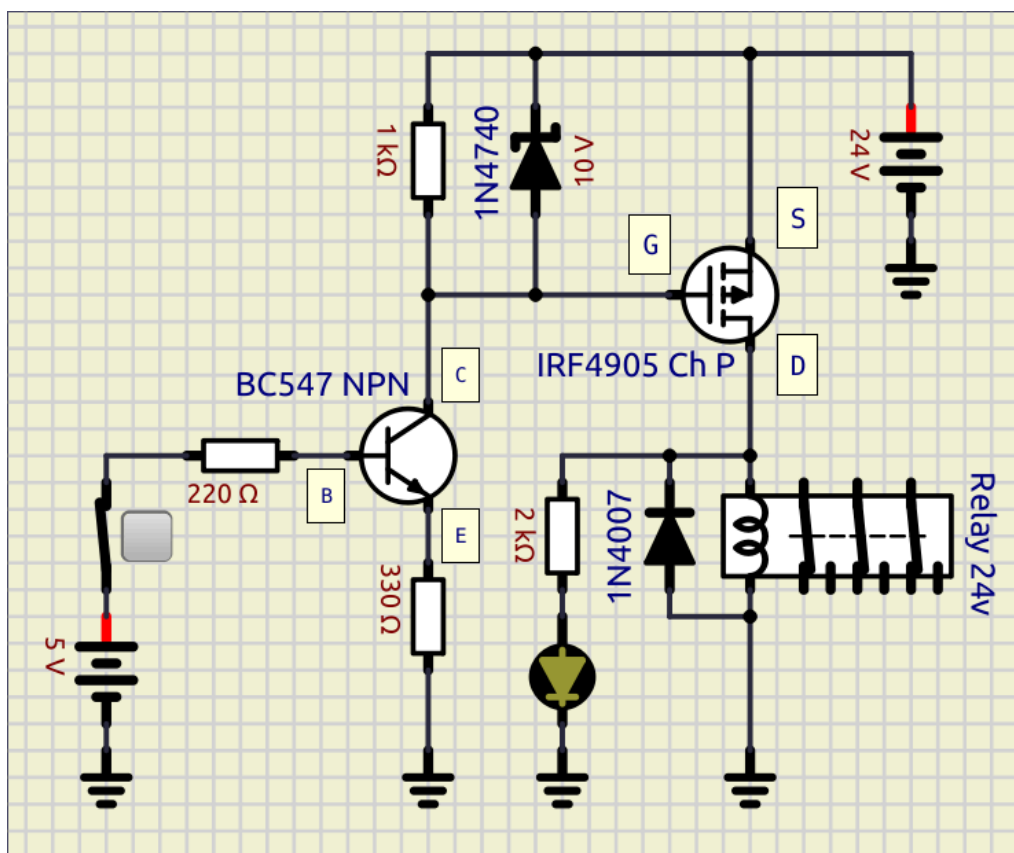 1 kΩ
1N4740
10 V
24 V
S
G
D
IRF4905 Ch P
C
BC547 NPN
220 Ω
B
E
330 Ω
5 V
2 kΩ
1N4007
Relay 24v